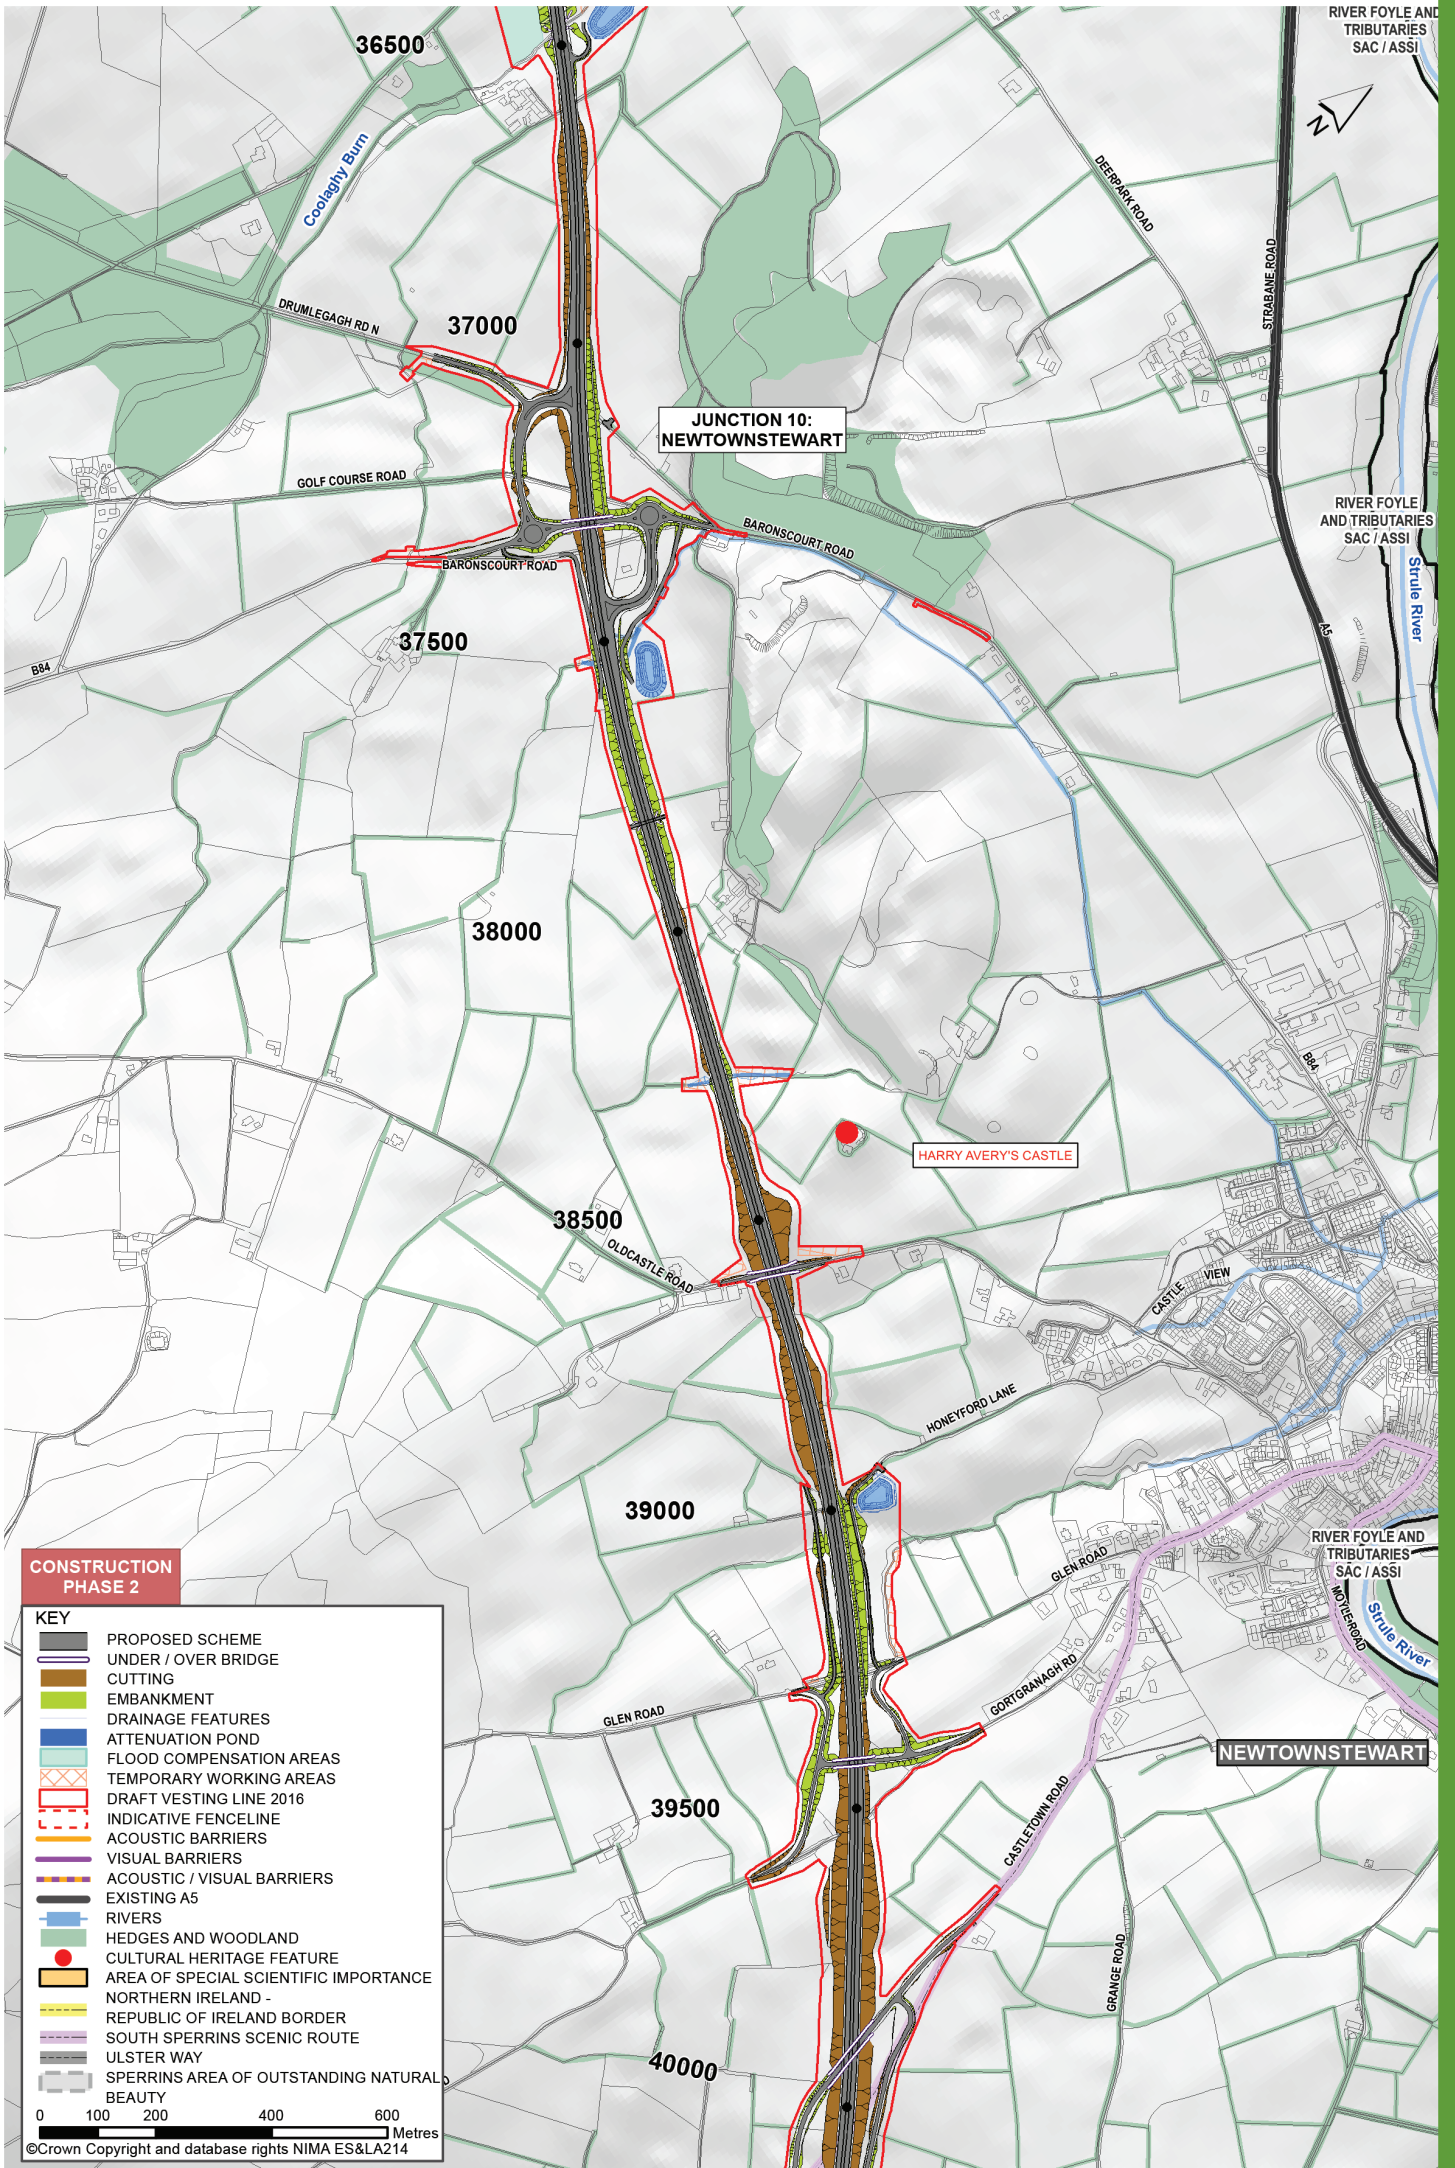 36500
RIVER FOYLE AND
TRIBUTARIES
SAC / ASSI
N
Coolaghy Burn
DEERPARK ROAD
STRABANE ROAD
DRUMLEGAGH RD N
37000
JUNCTION 10:
NEWTOWNSTEWART
GOLF COURSE ROAD
RIVER FOYLE
AND TRIBUTARIES
SAC / ASSI
BARONSCOURT ROAD
BARONSCOURT ROAD
Strule River
37500
A5
B84
38000
B84
HARRY AVERY'S CASTLE
38500
OLDCASTLE ROAD
CASTLE VIEW
HONEYFORD LANE
39000
RIVER FOYLE AND
TRIBUTARIES
SAC / ASSI
GLEN ROAD
MOYLE ROAD
Strule River
GORTGRANAGH RD
GLEN ROAD
NEWTOWNSTEWART
39500
CASTLETOWN ROAD
GRANGE ROAD
40000
CONSTRUCTION
PHASE 2
KEY
PROPOSED SCHEME
UNDER / OVER BRIDGE
CUTTING
EMBANKMENT
DRAINAGE FEATURES
ATTENUATION POND
FLOOD COMPENSATION AREAS
TEMPORARY WORKING AREAS
DRAFT VESTING LINE 2016
INDICATIVE FENCELINE
ACOUSTIC BARRIERS
VISUAL BARRIERS
ACOUSTIC / VISUAL BARRIERS
EXISTING A5
RIVERS
HEDGES AND WOODLAND
CULTURAL HERITAGE FEATURE
AREA OF SPECIAL SCIENTIFIC IMPORTANCE
NORTHERN IRELAND -
REPUBLIC OF IRELAND BORDER
SOUTH SPERRINS SCENIC ROUTE
ULSTER WAY
SPERRINS AREA OF OUTSTANDING NATURAL
BEAUTY
0 100 200 400 600
Metres
©Crown Copyright and database rights NIMA ES&LA214